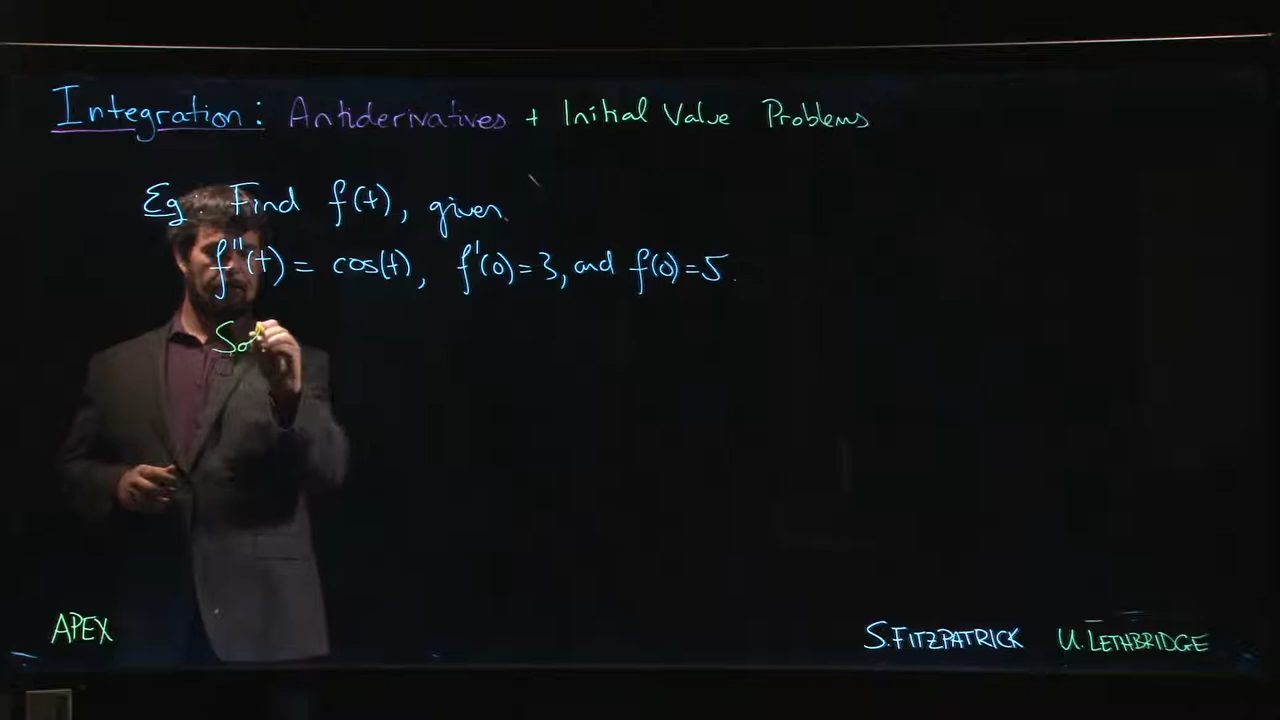 Integration: Antiderivatives + Initial Value Problems
Eg: Find f(t), given
f''(t) = cos(t), f'(0)=3, and f(0)=5.
So
APEX
S. FITZPATRICK U. LETHBRIDGE